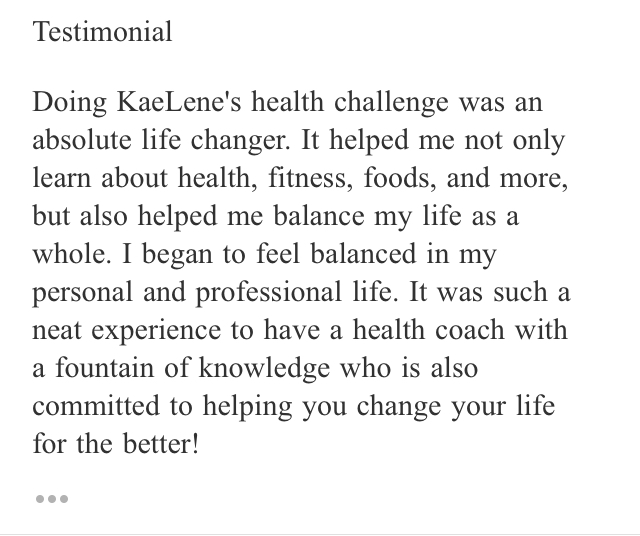 Testimonial
Doing KaeLene's health challenge was an
absolute life changer. It helped me not only
learn about health, fitness, foods, and more,
but also helped me balance my life as a
whole. I began to feel balanced in my
personal and professional life. It was such a
neat experience to have a health coach with
a fountain of knowledge who is also
committed to helping you change your life
for the better!